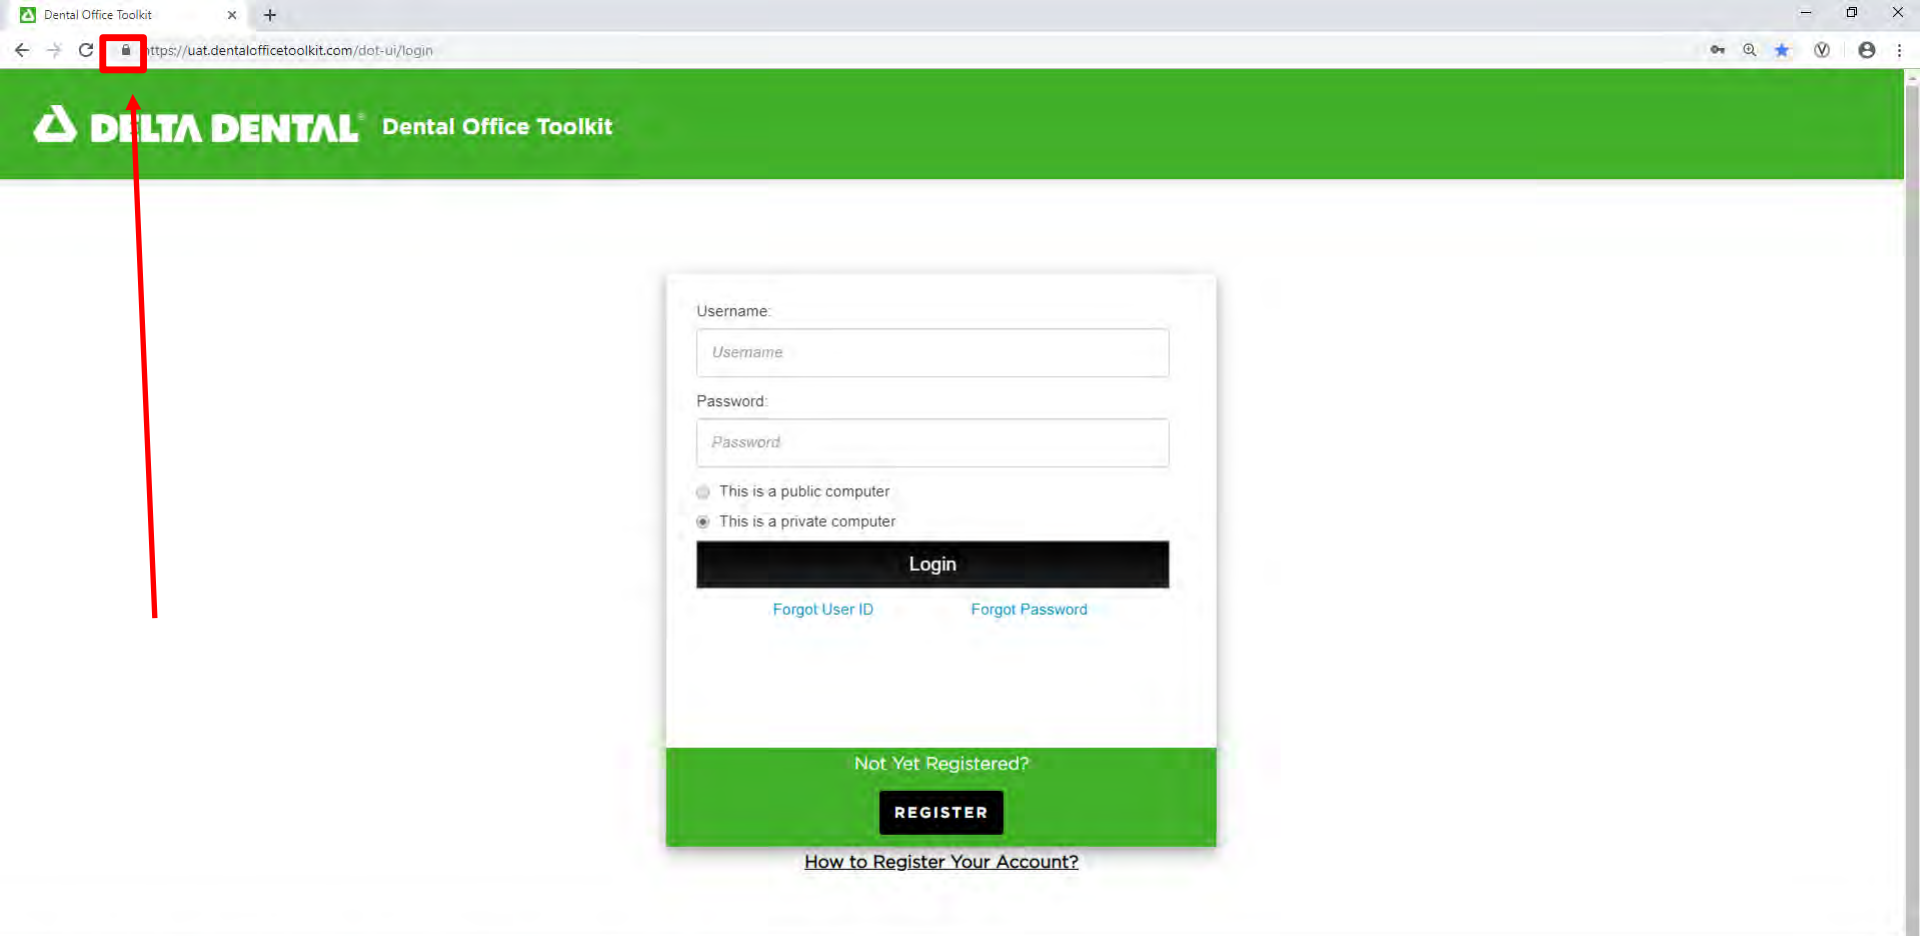 Dental Office Toolkit
https://uat.dentalofficetoolkit.com/dot-ui/login
DELTA DENTAL® Dental Office Toolkit
Username:
Username
Password:
Password
This is a public computer
This is a private computer
Login
Forgot User ID Forgot Password
Not Yet Registered?
REGISTER
How to Register Your Account?